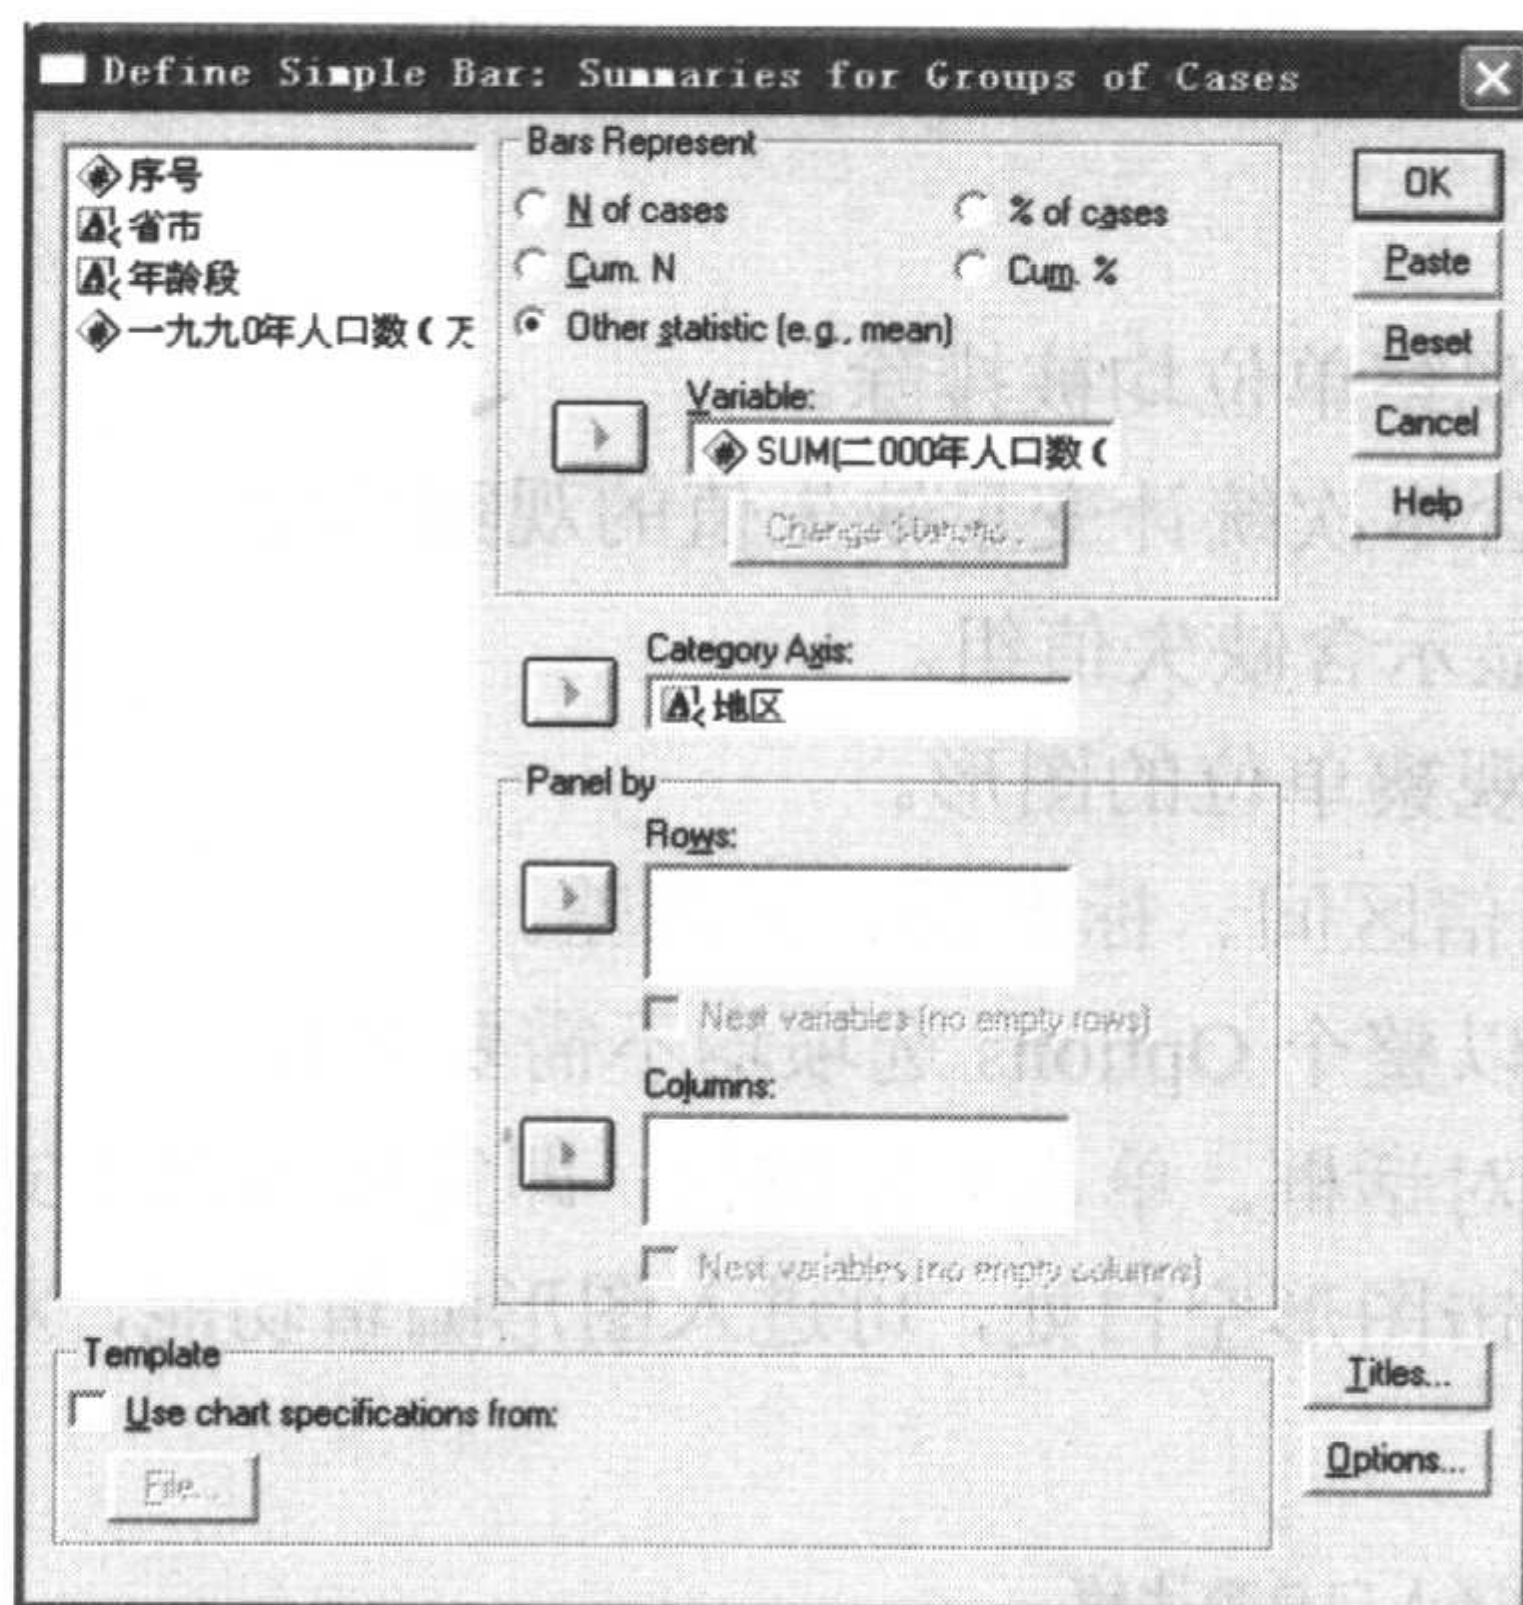 Define Simple Bar: Summaries for Groups of Cases
序号
省市
年龄段
一九九0年人口数(万
Bars Represent
N of cases
% of cases
Cum. N
Cum. %
Other statistic (e.g., mean)
Variable:
SUM(二000年人口数(
Change Statistic...
Category Axis:
地区
Panel by
Rows:
Nest variables (no empty rows)
Columns:
Nest variables (no empty columns)
Template
Use chart specifications from:
File...
OK
Paste
Reset
Cancel
Help
Titles...
Options...